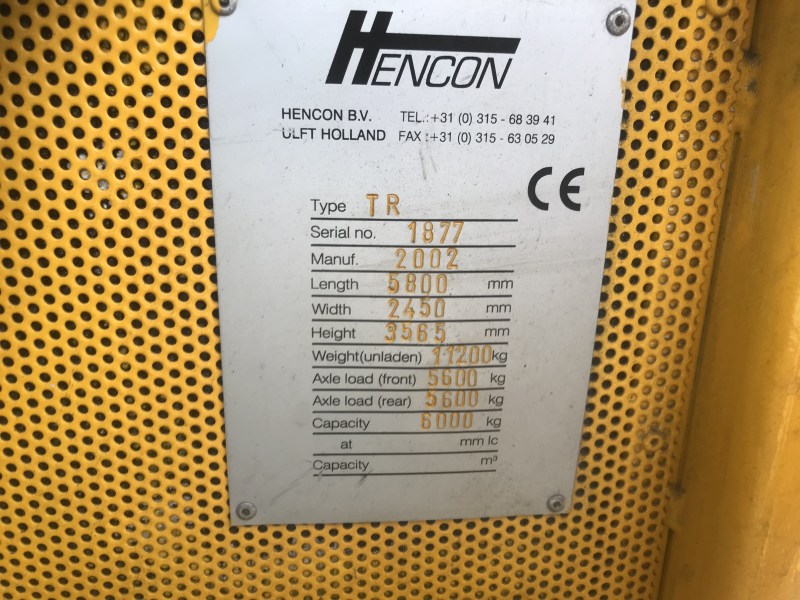 HENCON
HENCON B.V. TEL.:+31 (0) 315 - 68 39 41
ULFT HOLLAND FAX :+31 (0) 315 - 63 05 29
CE
Type TR
Serial no. 1877
Manuf. 2002
Length 5800 mm
Width 2450 mm
Height 3565 mm
Weight(unladen) 11200kg
Axle load (front) 5600 kg
Axle load (rear) 5600 kg
Capacity 6000 kg
at mm lc
Capacity m³